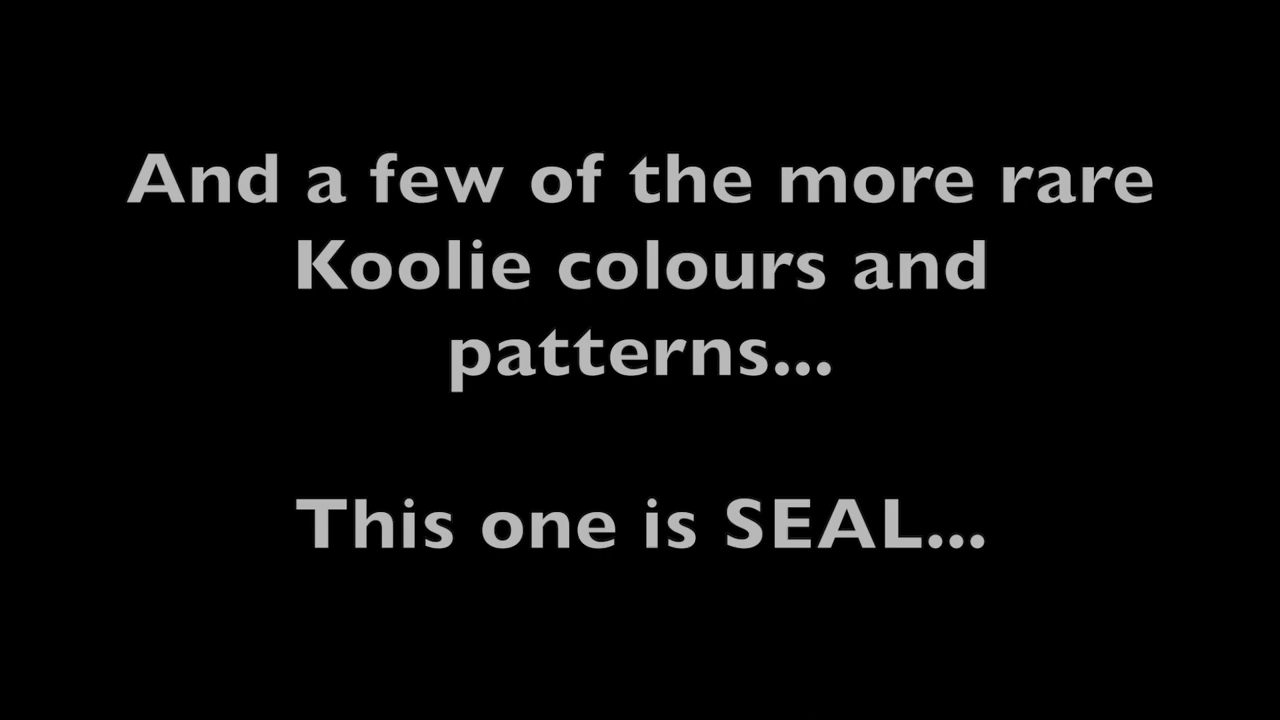 And a few of the more rare
Koolie colours and
patterns...
This one is SEAL...